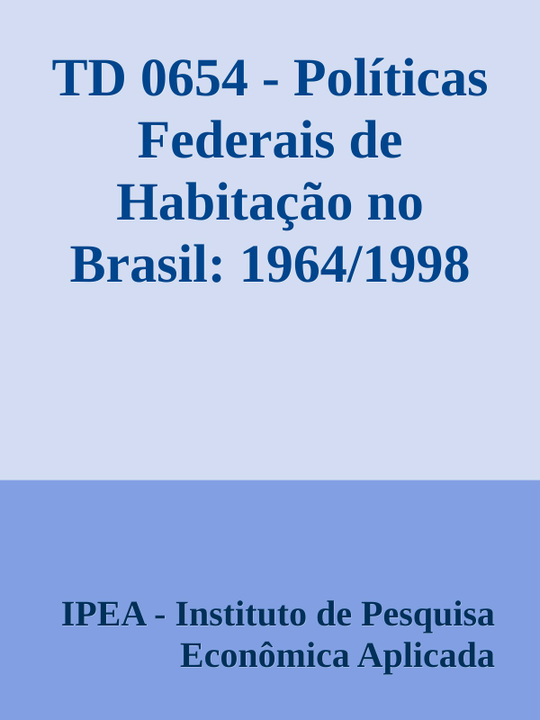 TD 0654 - Políticas
Federais de
Habitação no
Brasil: 1964/1998
IPEA - Instituto de Pesquisa
Econômica Aplicada